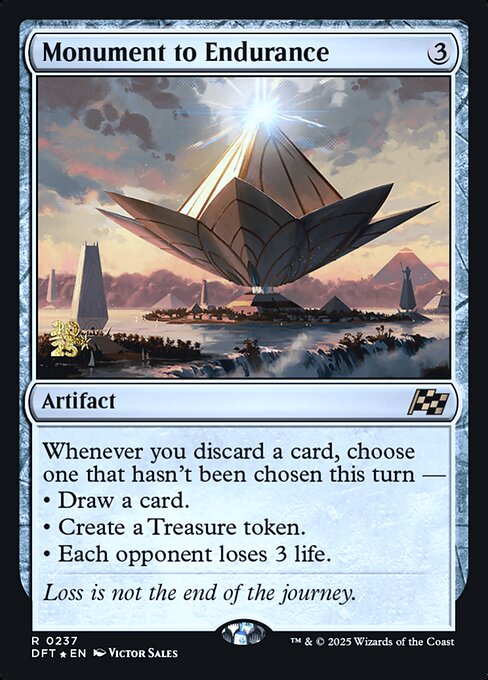 Monument to Endurance 3
20
25
Artifact
Whenever you discard a card, choose
one that hasn't been chosen this turn —
• Draw a card.
• Create a Treasure token.
• Each opponent loses 3 life.
Loss is not the end of the journey.
R 0237
DFT ★ EN Victor Sales
™ & © 2025 Wizards of the Coast